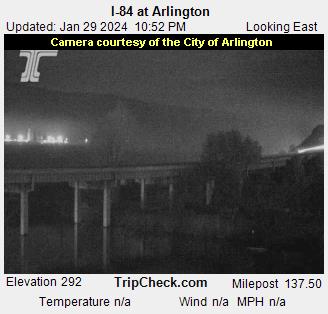 I-84 at Arlington
Updated: Jan 29 2024 10:52 PM Looking East
Camera courtesy of the City of Arlington
Elevation 292 TripCheck.com Milepost 137.50
Temperature n/a Wind n/a MPH n/a